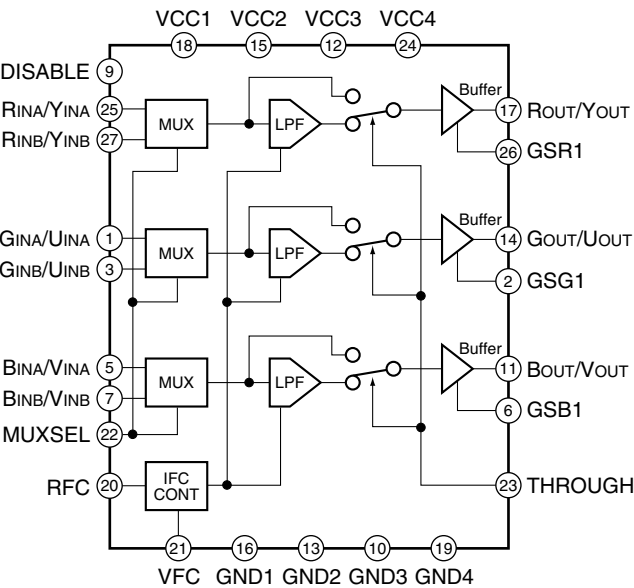 VCC1 VCC2 VCC3 VCC4
18 15 12 24
DISABLE 9
RINA/YINA 25
RINB/YINB 27
MUX
LPF
Buffer
17 ROUT/YOUT
26 GSR1
GINA/UINA 1
GINB/UINB 3
MUX
LPF
Buffer
14 GOUT/UOUT
2 GSG1
BINA/VINA 5
BINB/VINB 7
MUX
LPF
Buffer
11 BOUT/VOUT
6 GSB1
MUXSEL 22
RFC 20
IFC
CONT
23 THROUGH
21 16 13 10 19
VFC GND1 GND2 GND3 GND4